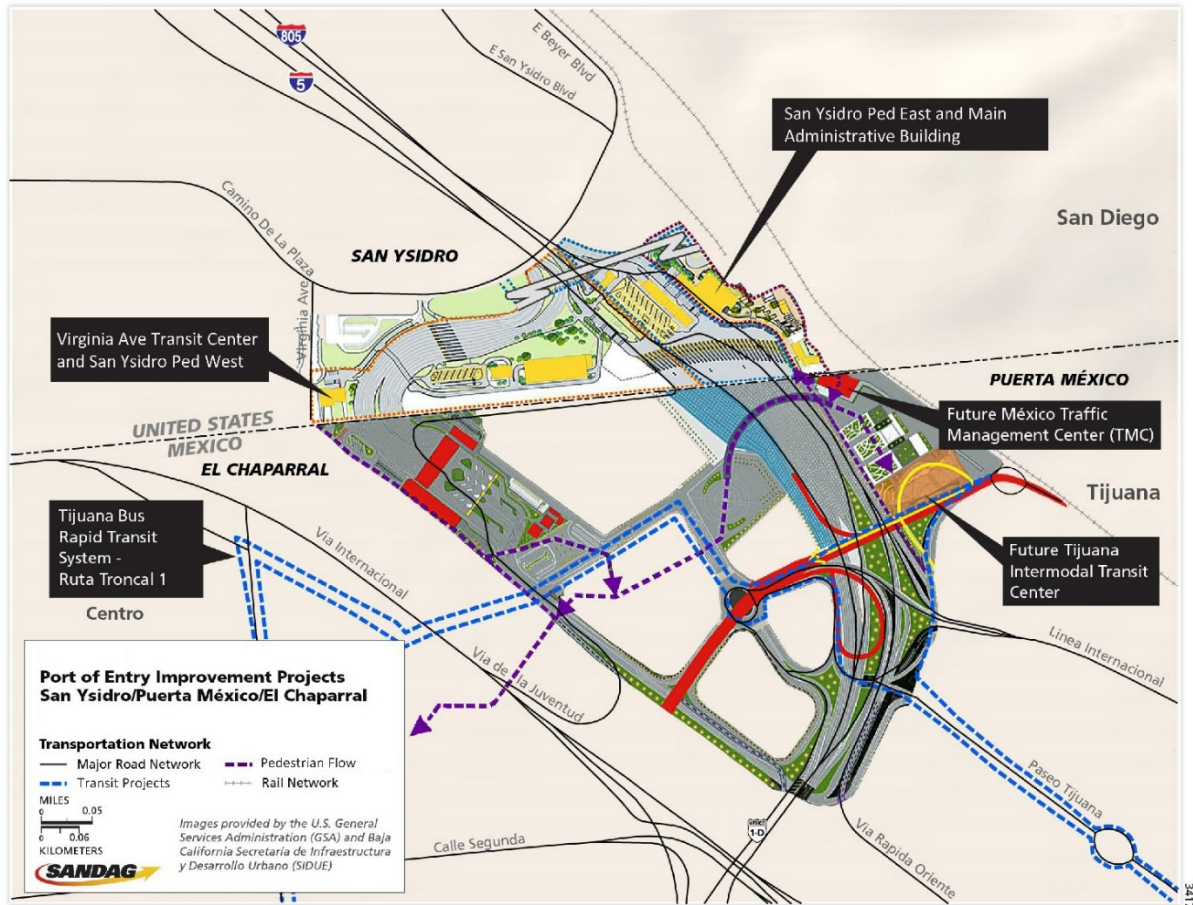 805
5
E Beyer Blvd
E San Ysidro Blvd
San Ysidro Ped East and Main
Administrative Building
San Diego
Camino De La Plaza
SAN YSIDRO
Virginia Ave
Virginia Ave Transit Center
and San Ysidro Ped West
PUERTA MÉXICO
UNITED STATES
MEXICO
EL CHAPARRAL
Future México Traffic
Management Center (TMC)
Tijuana
Tijuana Bus
Rapid Transit
System -
Ruta Troncal 1
Via Internacional
Future Tijuana
Intermodal Transit
Center
Centro
Linea Internacional
Via de la Juventud
Port of Entry Improvement Projects
San Ysidro/Puerta México/El Chaparral
Transportation Network
Major Road Network
Pedestrian Flow
Transit Projects
Rail Network
MILES
0 0.05
0 0.06
KILOMETERS
Images provided by the U.S. General
Services Administration (GSA) and Baja
California Secretaria de Infraestructura
y Desarrollo Urbano (SIDUE)
SANDAG
Calle Segunda
1-D
Via Rapida Oriente
Paseo Tijuana